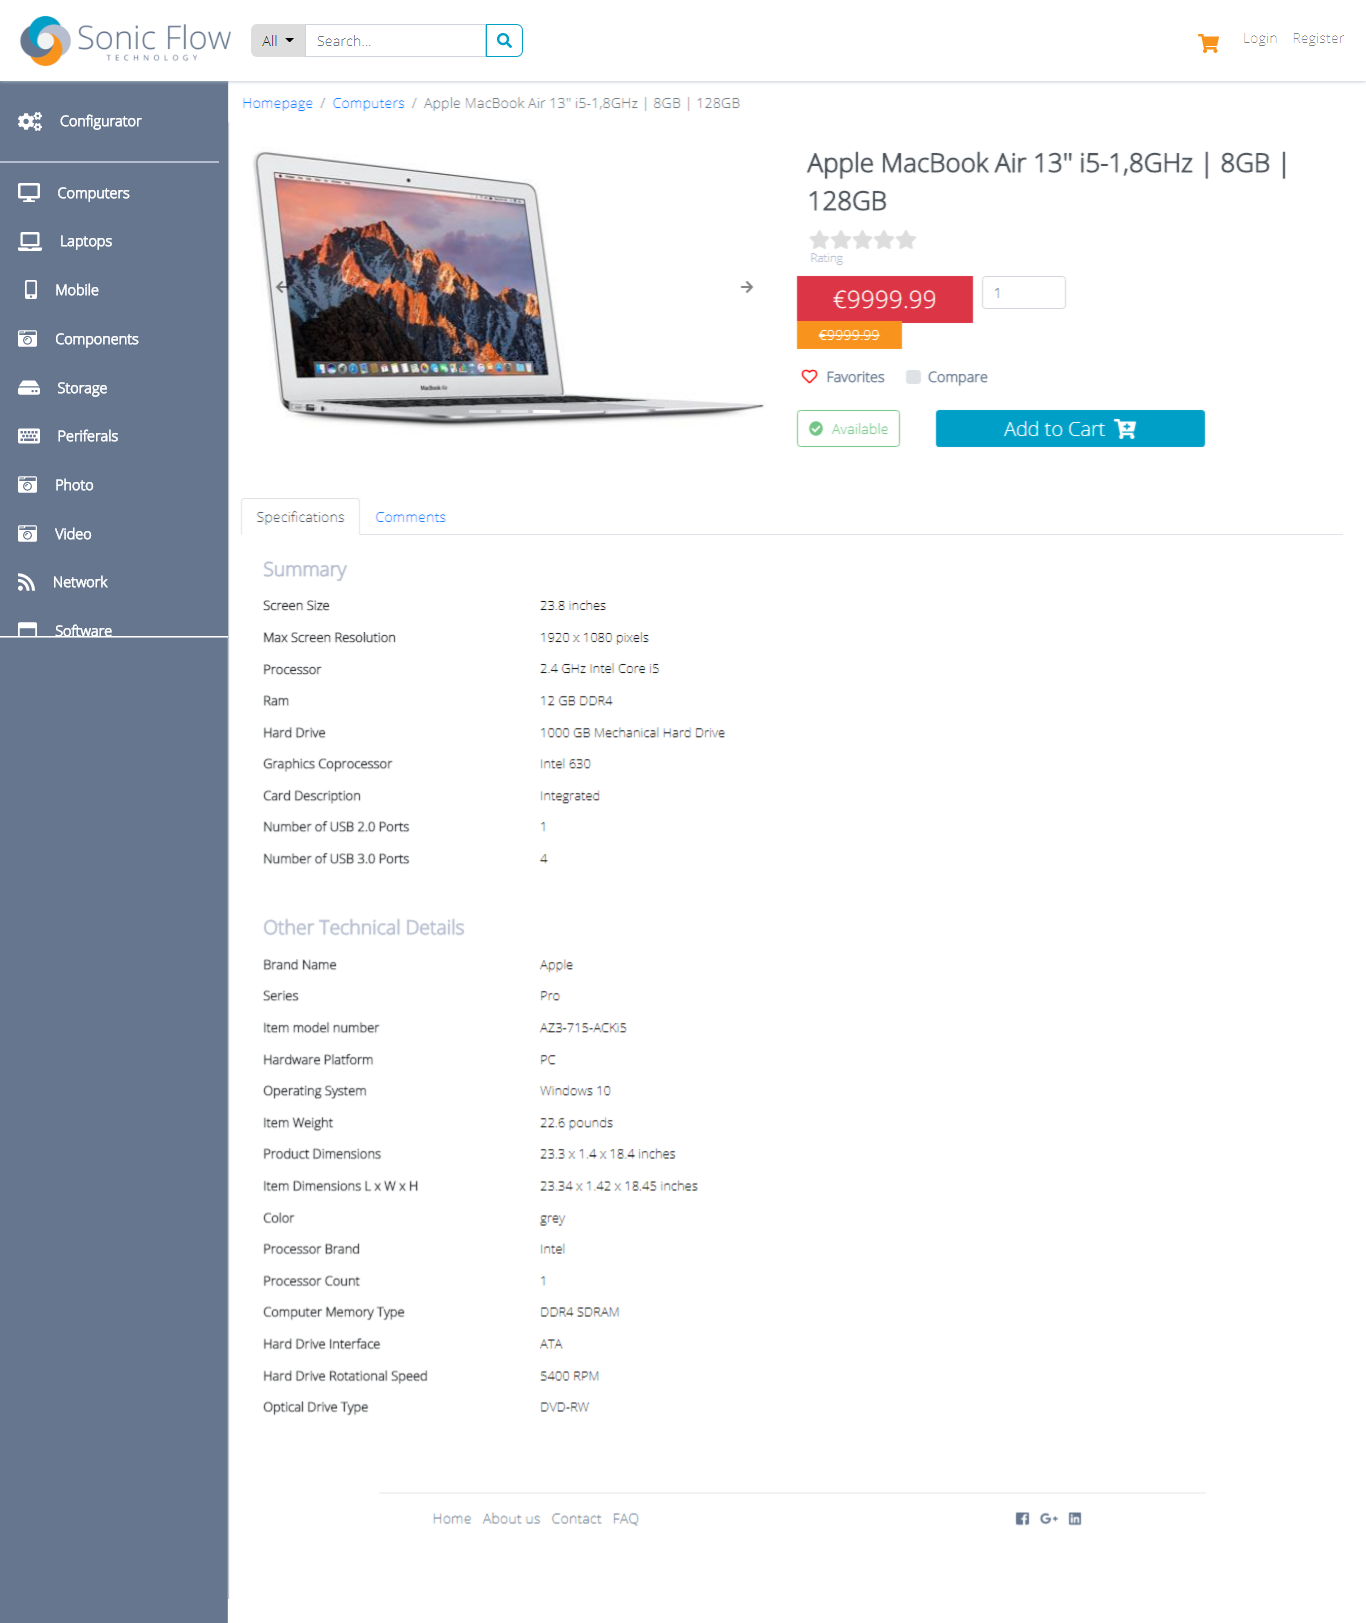 Sonic Flow
TECHNOLOGY
All Search... Login Register
Homepage / Computers / Apple MacBook Air 13" i5-1,8GHz | 8GB | 128GB
Configurator
Computers
Laptops
Mobile
Components
Storage
Periferals
Photo
Video
Network
Software
MacBook Air
Apple MacBook Air 13" i5-1,8GHz | 8GB |
128GB
Rating
€9999.99 1
€9999.99
Favorites Compare
Available Add to Cart
Specifications Comments
Summary
Screen Size 23.8 inches
Max Screen Resolution 1920 x 1080 pixels
Processor 2.4 GHz Intel Core i5
Ram 12 GB DDR4
Hard Drive 1000 GB Mechanical Hard Drive
Graphics Coprocessor Intel 630
Card Description Integrated
Number of USB 2.0 Ports 1
Number of USB 3.0 Ports 4
Other Technical Details
Brand Name Apple
Series Pro
Item model number AZ3-715-ACKi5
Hardware Platform PC
Operating System Windows 10
Item Weight 22.6 pounds
Product Dimensions 23.3 x 1.4 x 18.4 inches
Item Dimensions L x W x H 23.34 x 1.42 x 18.45 inches
Color grey
Processor Brand Intel
Processor Count 1
Computer Memory Type DDR4 SDRAM
Hard Drive Interface ATA
Hard Drive Rotational Speed 5400 RPM
Optical Drive Type DVD-RW
Home About us Contact FAQ